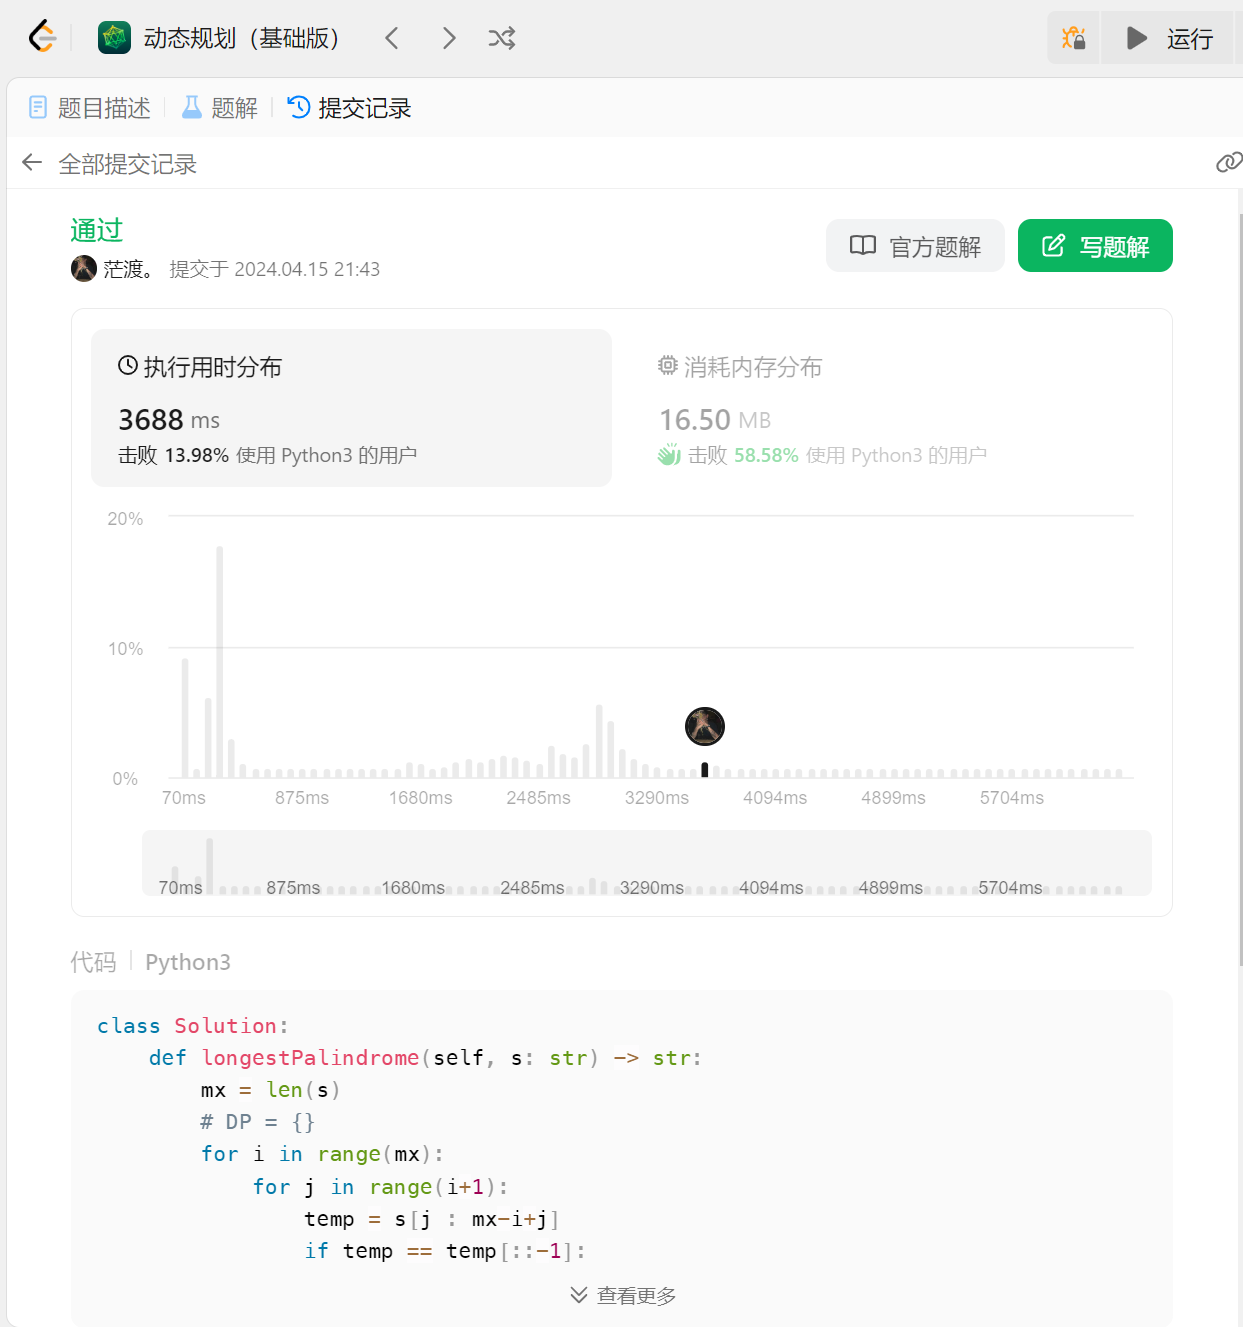 动态规划（基础版）
运行
题目描述 题解 提交记录
全部提交记录
通过
茫渡。 提交于 2024.04.15 21:43
官方题解 写题解
执行用时分布
3688 ms
击败 13.98% 使用 Python3 的用户
消耗内存分布
16.50 MB
击败 58.58% 使用 Python3 的用户
20%
10%
0%
70ms 875ms 1680ms 2485ms 3290ms 4094ms 4899ms 5704ms
70ms 875ms 1680ms 2485ms 3290ms 4094ms 4899ms 5704ms
代码 Python3
class Solution:
    def longestPalindrome(self, s: str) -> str:
        mx = len(s)
        # DP = {}
        for i in range(mx):
            for j in range(i+1):
                temp = s[j : mx-i+j]
                if temp == temp[::-1]:
查看更多